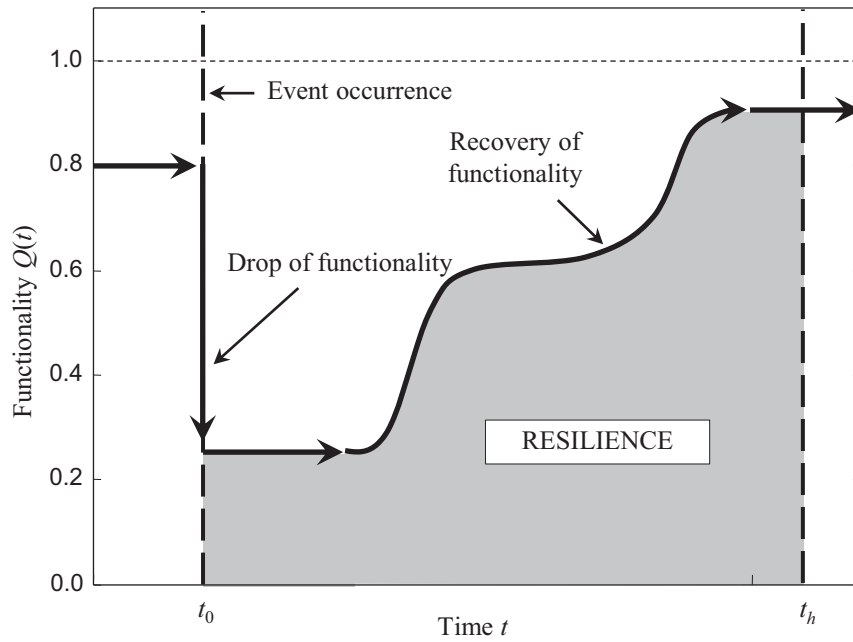 1.0
Event occurrence
Recovery of
functionality
0.8
0.6
Drop of functionality
Functionality Q(t)
0.4
RESILIENCE
0.2
0.0
t0
Time t
th